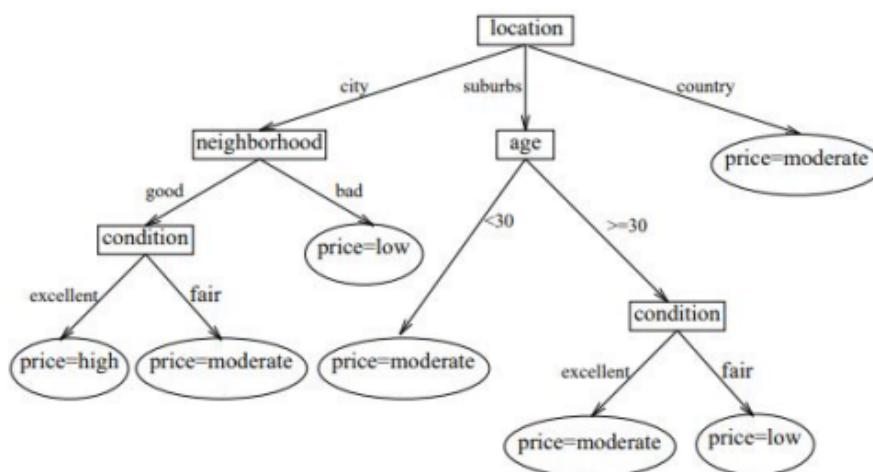 location
city
suburbs
country
neighborhood
age
price=moderate
good
bad
<30
>=30
condition
price=low
excellent
fair
condition
price=high
price=moderate
price=moderate
excellent
fair
price=moderate
price=low